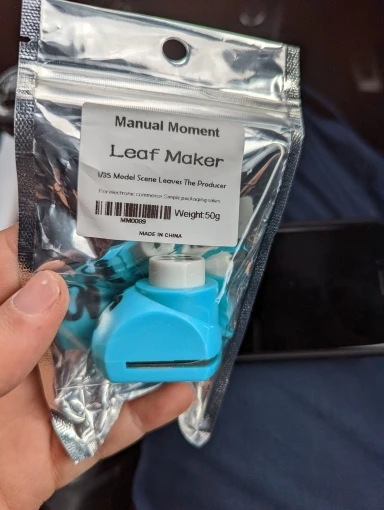 Manual Moment
Leaf Maker
1/35 Model Scene Leaves The Producer
For electronic commerce Simple packaging sales
Weight:50g
MM0099
MADE IN CHINA